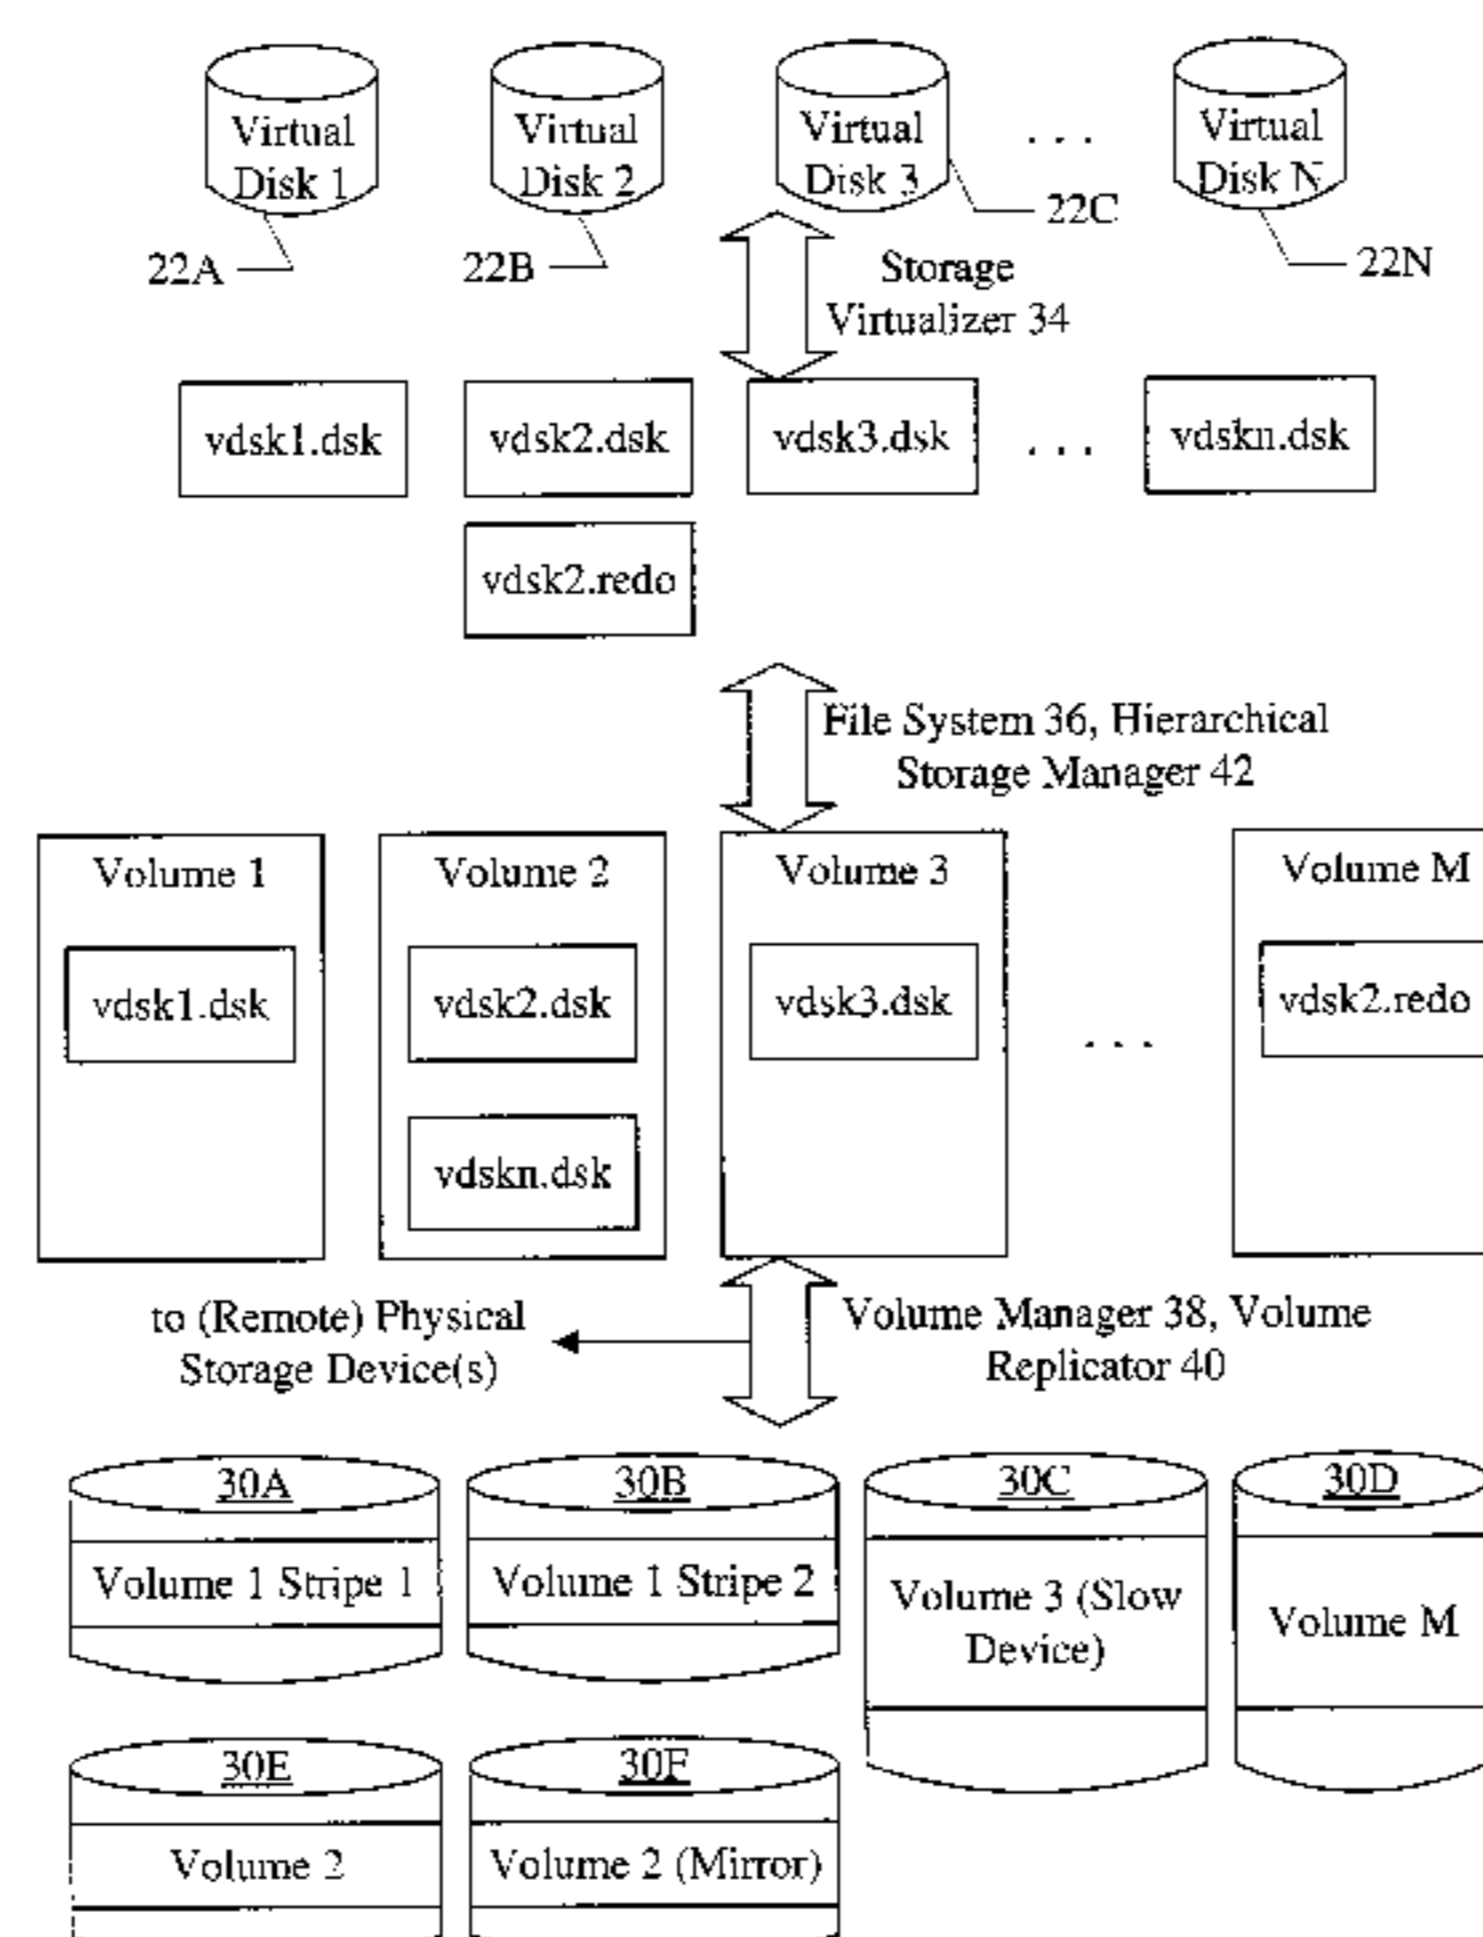 Virtual
Disk 1
Virtual
Disk 2
Virtual
Disk 3
. . .
Virtual
Disk N
22A
22B
22C
22N
Storage
Virtualizer 34
vdsk1.dsk
vdsk2.dsk
vdsk3.dsk
. . .
vdskn.dsk
vdsk2.redo
File System 36, Hierarchical
Storage Manager 42
Volume 1
Volume 2
Volume 3
Volume M
vdsk1.dsk
vdsk2.dsk
vdsk3.dsk
. . .
vdsk2.redo
vdskn.dsk
to (Remote) Physical
Storage Device(s)
Volume Manager 38, Volume
Replicator 40
30A
30B
30C
30D
Volume 1 Stripe 1
Volume 1 Stripe 2
Volume 3 (Slow
Device)
Volume M
30E
30F
Volume 2
Volume 2 (Mirror)